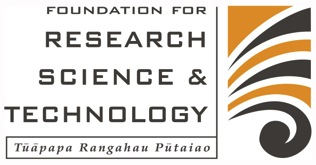 FOUNDATION FOR
RESEARCH
SCIENCE &
TECHNOLOGY
Tūāpapa Rangahau Pūtaiao